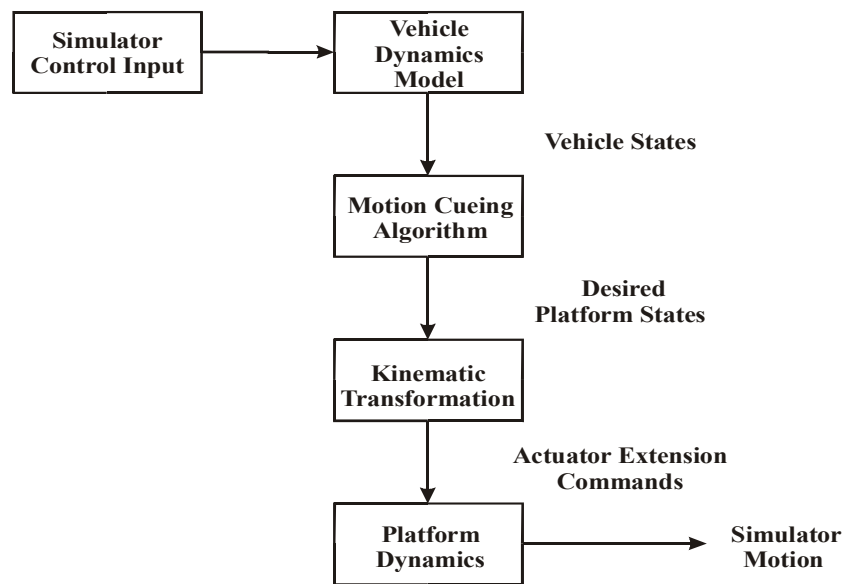 Simulator
Control Input
Vehicle
Dynamics
Model
Vehicle States
Motion Cueing
Algorithm
Desired
Platform States
Kinematic
Transformation
Actuator Extension
Commands
Platform
Dynamics
Simulator
Motion